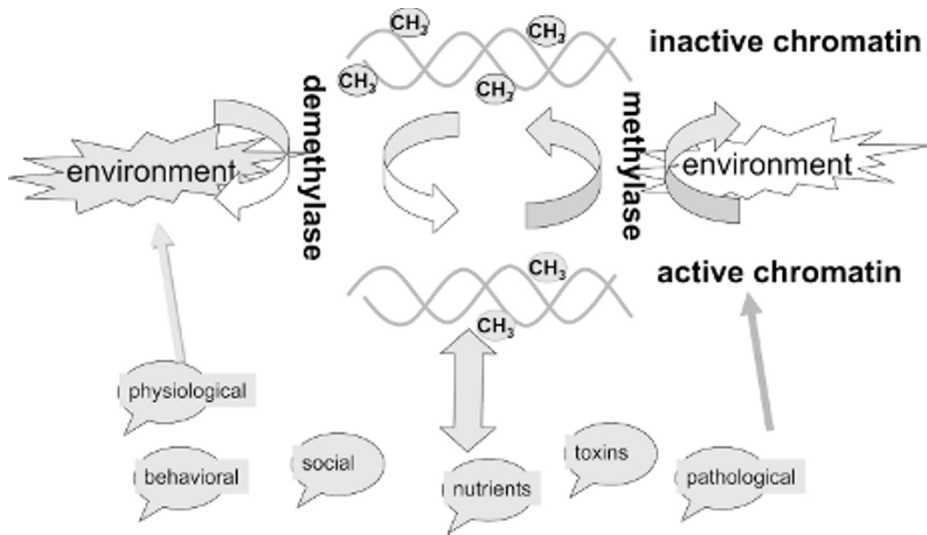 CH3
CH3
inactive chromatin
CH3
CH3
demethylase
methylase
environment
environment
CH3
active chromatin
CH3
physiological
behavioral
social
nutrients
toxins
pathological